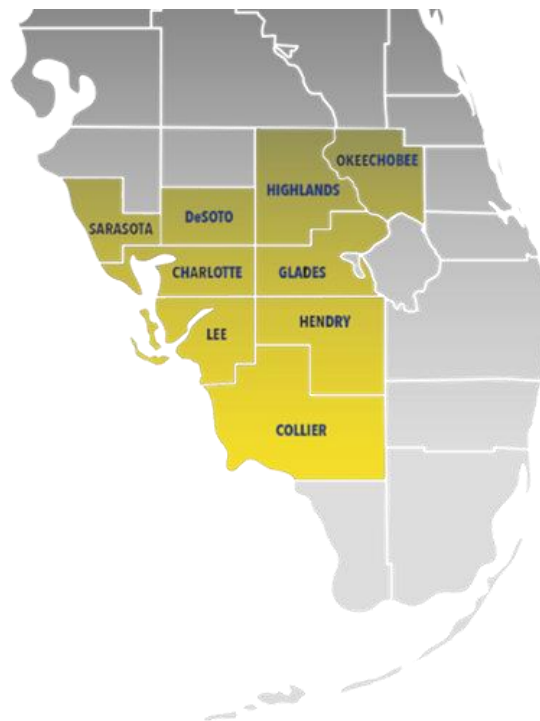 OKEECHOBEE
HIGHLANDS
DeSOTO
SARASOTA
CHARLOTTE
GLADES
HENDRY
LEE
COLLIER